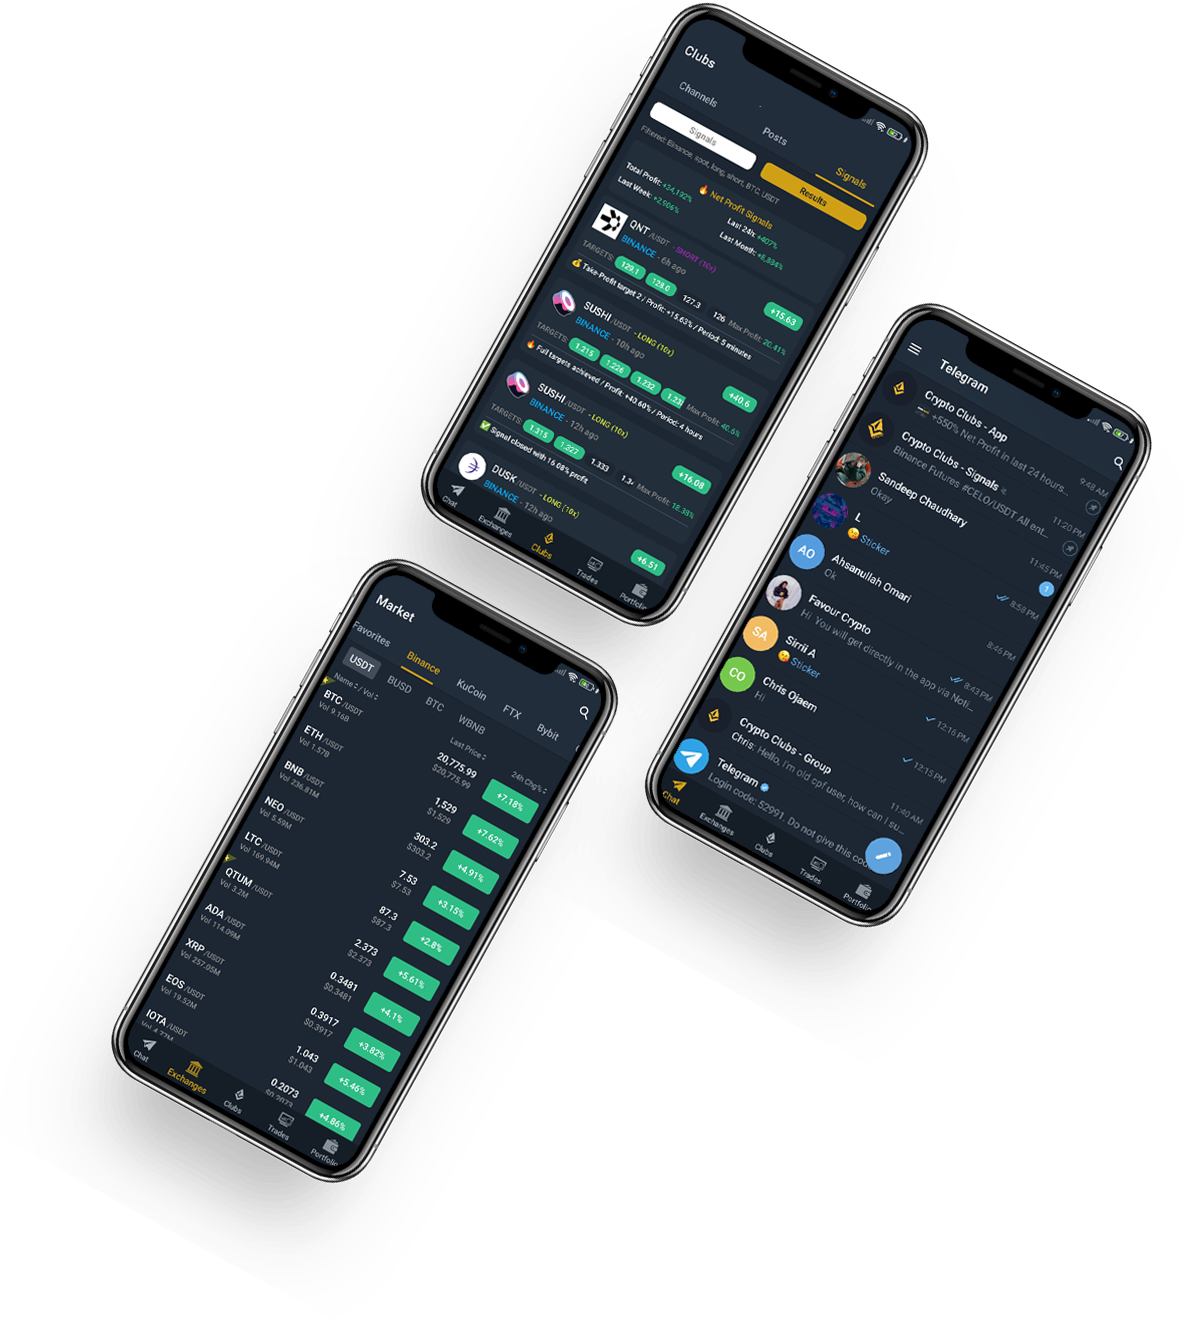 Clubs
Channels
Posts
Signals
Signals
Results
Filtered: Binance, spot, long, short, BTC, USDT
🔥 Net Profit Signals
Total Profit: +24,192%
Last 24h: +407%
Last Week: +2,906%
Last Month: +8,894%
QNT /USDT - SHORT (10x)
BINANCE - 6h ago
+15.63
TARGETS: 129.1 128.0 127.3 126 Max Profit: 20.41%
💰 Take-Profit target 2 / Profit: +15.63% / Period: 5 minutes
SUSHI /USDT - LONG (10x)
BINANCE - 10h ago
+40.6
TARGETS: 1.215 1.226 1.232 1.23 Max Profit: 40.6%
🔥 Full targets achieved / Profit: +40.60% / Period: 4 hours
SUSHI /USDT - LONG (10x)
BINANCE - 12h ago
+16.08
TARGETS: 1.315 1.327 1.333 1.34 Max Profit: 18.38%
✅ Signal closed with 16.08% profit
DUSK /USDT - LONG (10x)
BINANCE - 12h ago
+6.51
Chat
Exchanges
Clubs
Trades
Portfolio
Telegram
Crypto Clubs - App
9:48 AM
+550% Net Profit in last 24 hours...
Crypto Clubs - Signals
11:20 PM
Binance Futures #CELO/USDT All ent...
Sandeep Chaudhary
11:45 PM
Okay
1
L
8:58 PM
😘 Sticker
AO
Ahsanullah Omari
8:46 PM
Ok
Favour Crypto
8:43 PM
Hi You will get directly in the app via Noti...
SA
Sirrii A
12:16 PM
😘 Sticker
CO
Chris Ojaem
12:15 PM
Hi
Crypto Clubs - Group
11:40 AM
Chris: Hello, I'm old cpf user, how can I su...
Telegram
Login code: 52991. Do not give this code
Chat
Exchanges
Clubs
Trades
Portfolio
Market
Favorites
Binance
KuCoin
FTX
Bybit
USDT
BUSD
BTC
WBNB
Name / Vol
Last Price
24h Chg%
BTC /USDT 20,775.99 +7.18%
Vol 9.16B $20,775.99
ETH /USDT 1,529 +7.62%
Vol 1.57B $1,529
BNB /USDT 303.2 +4.91%
Vol 236.81M $303.2
NEO /USDT 7.53 +3.15%
Vol 5.59M $7.53
LTC /USDT 87.3 +2.8%
Vol 169.94M $87.3
QTUM /USDT 2.373 +5.61%
Vol 3.2M $2.373
ADA /USDT 0.3481 +4.1%
Vol 114.09M $0.3481
XRP /USDT 0.3917 +3.82%
Vol 257.05M $0.3917
EOS /USDT 1.043 +5.46%
Vol 19.52M $1.043
IOTA /USDT 0.2073 +4.86%
Chat
Exchanges
Clubs
Trades
Portfolio